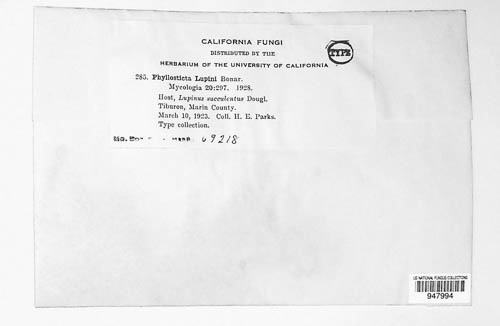 CALIFORNIA FUNGI
DISTRIBUTED BY THE
HERBARIUM OF THE UNIVERSITY OF CALIFORNIA
TYPE
285. Phyllosticta Lupini Bonar.
Mycologia 20:297. 1928.
Host, Lupinus succulentus Dougl.
Tiburon, Marin County.
March 10, 1923. Coll. H. E. Parks.
Type collection.
69218
US NATIONAL FUNGUS COLLECTIONS
947994